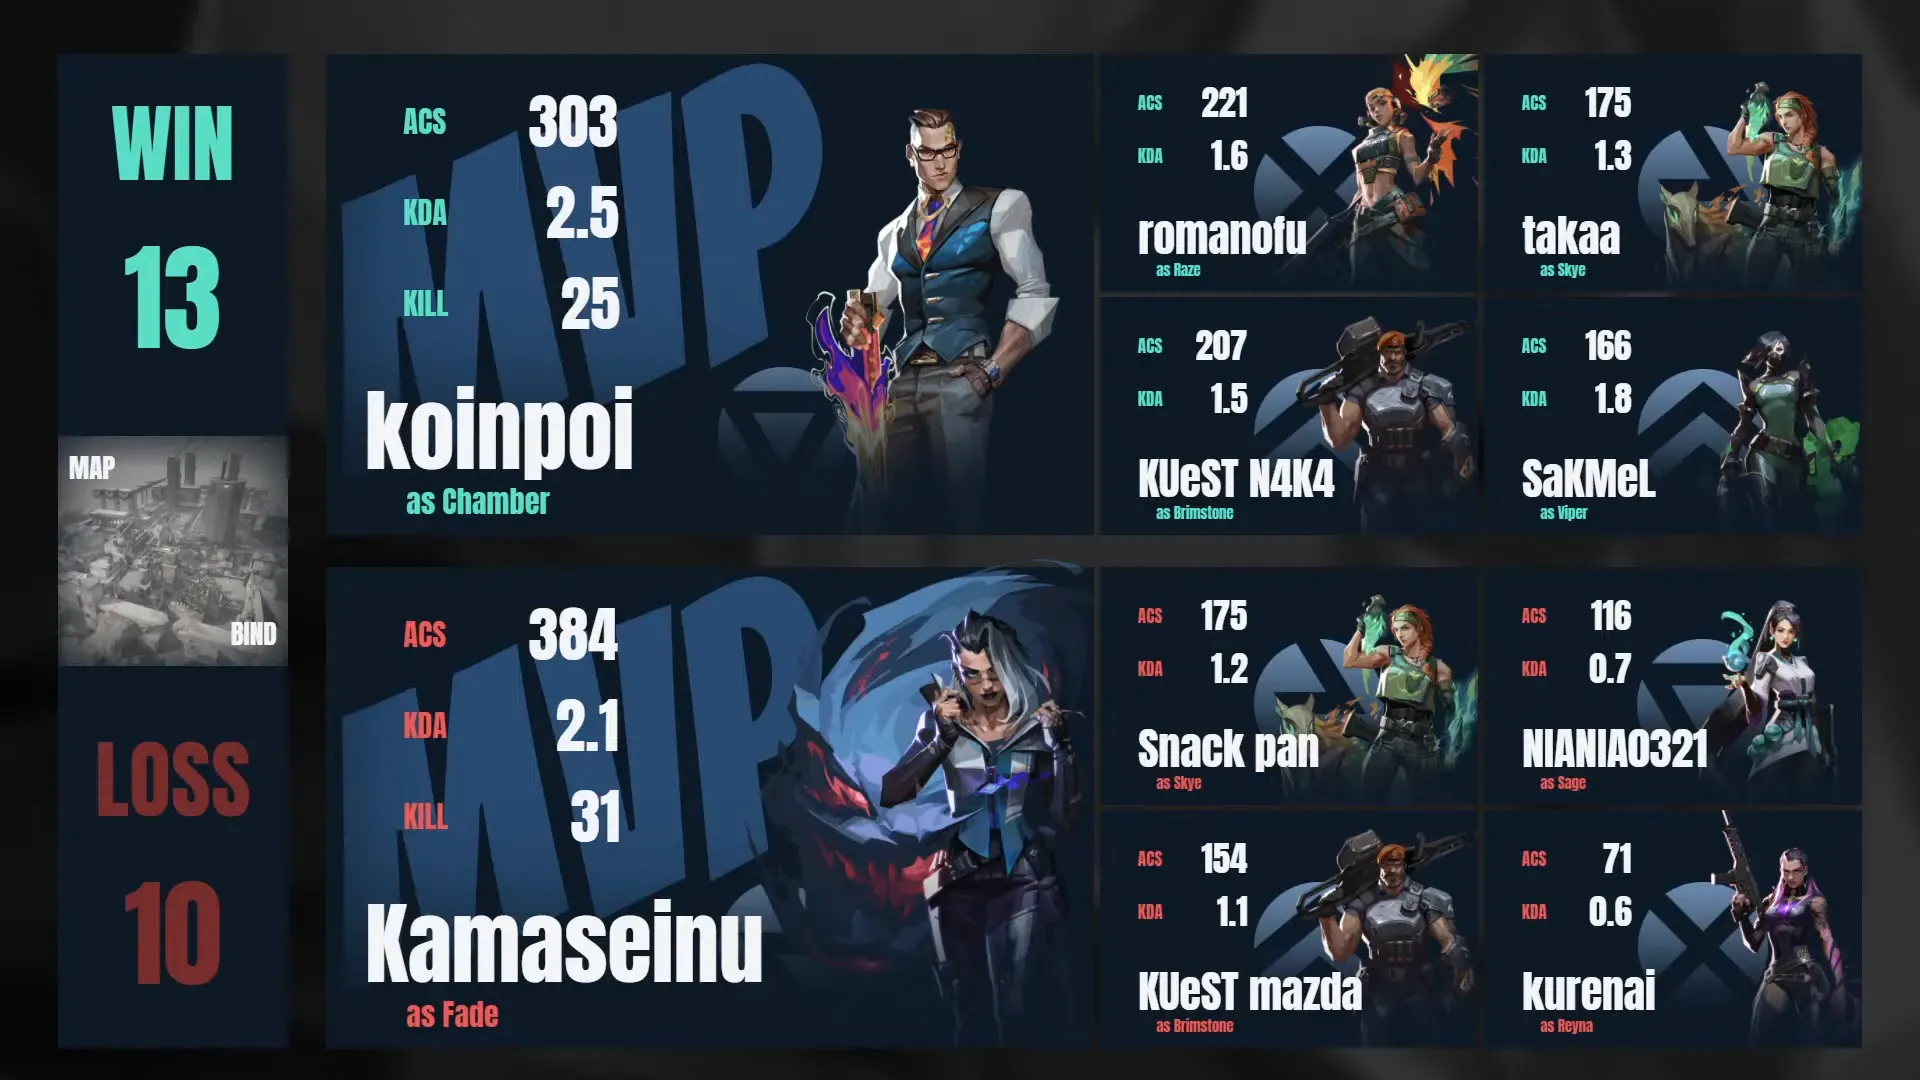 WIN
13
MAP
BIND
LOSS
10
MVP
ACS 303
KDA 2.5
KILL 25
koinpoi
as Chamber
ACS 221
KDA 1.6
romanofu
as Raze
ACS 175
KDA 1.3
takaa
as Skye
ACS 207
KDA 1.5
KUeST N4K4
as Brimstone
ACS 166
KDA 1.8
SaKMeL
as Viper
MVP
ACS 384
KDA 2.1
KILL 31
Kamaseinu
as Fade
ACS 175
KDA 1.2
Snack pan
as Skye
ACS 116
KDA 0.7
NIANIA0321
as Sage
ACS 154
KDA 1.1
KUeST mazda
as Brimstone
ACS 71
KDA 0.6
kurenai
as Reyna